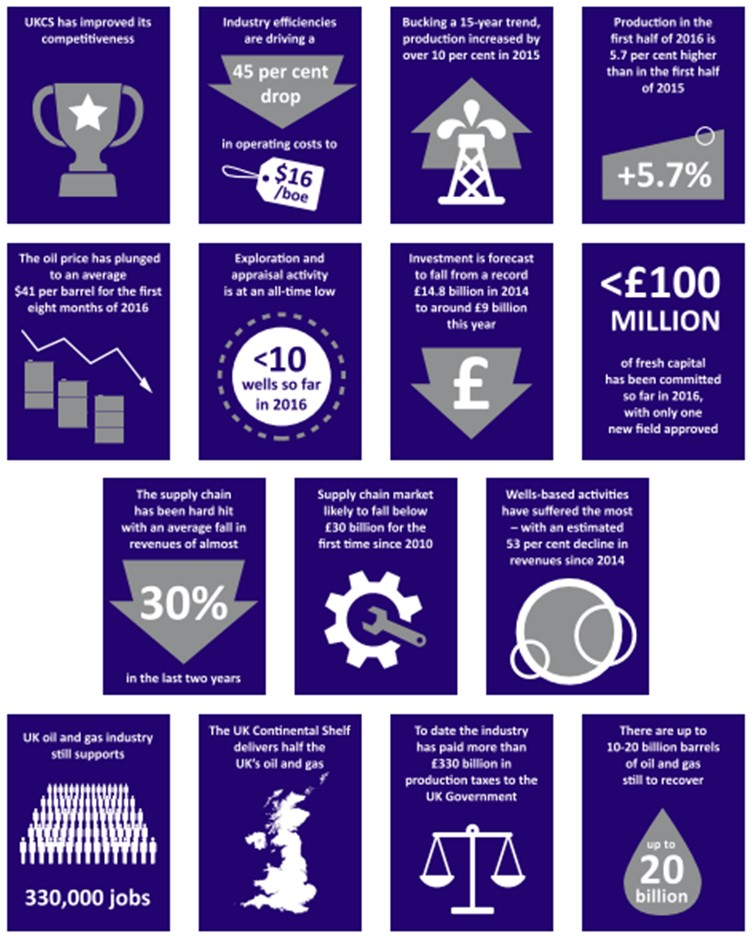 UKCS has improved its
competitiveness
Industry efficiencies
are driving a
45 per cent
drop
in operating costs to
$16
/boe
Bucking a 15-year trend,
production increased by
over 10 per cent in 2015
Production in the
first half of 2016 is
5.7 per cent higher
than in the first half
of 2015
+5.7%
The oil price has plunged
to an average
$41 per barrel for the first
eight months of 2016
Exploration and
appraisal activity
is at an all-time low
<10
wells so far
in 2016
Investment is forecast
to fall from a record
£14.8 billion in 2014
to around £9 billion
this year
£
<£100
MILLION
of fresh capital
has been committed
so far in 2016,
with only one
new field approved
The supply chain
has been hard hit
with an average fall in
revenues of almost
30%
in the last two years
Supply chain market
likely to fall below
£30 billion for the
first time since 2010
Wells-based activities
have suffered the most
– with an estimated
53 per cent decline in
revenues since 2014
UK oil and gas industry
still supports
330,000 jobs
The UK Continental Shelf
delivers half the
UK's oil and gas
To date the industry
has paid more than
£330 billion in
production taxes to the
UK Government
There are up to
10-20 billion barrels
of oil and gas
still to recover
up to
20
billion